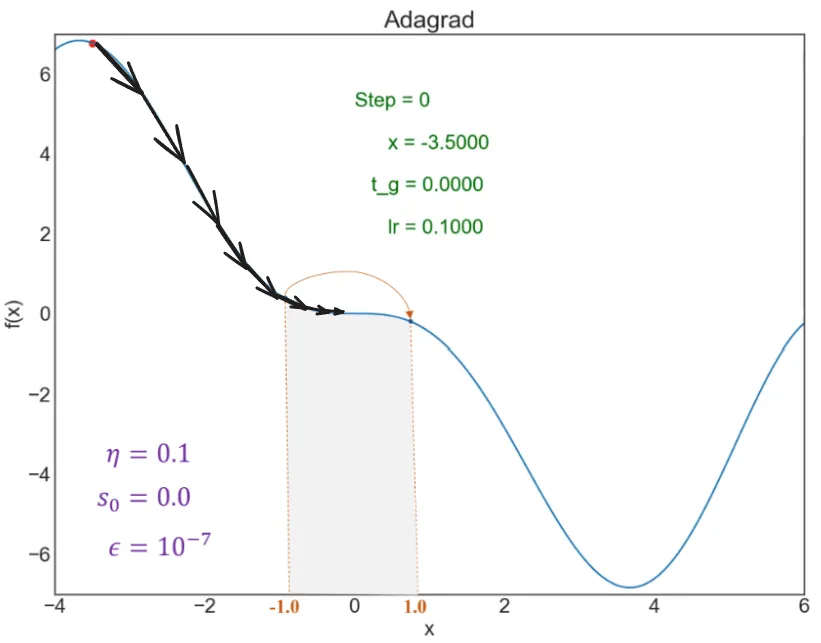 Adagrad
6
4
2
0
−2
−4
−6
f(x)
Step = 0
x = -3.5000
t_g = 0.0000
lr = 0.1000
η = 0.1
s₀ = 0.0
ϵ = 10⁻⁷
−4
−2
-1.0
0
1.0
2
4
6
x